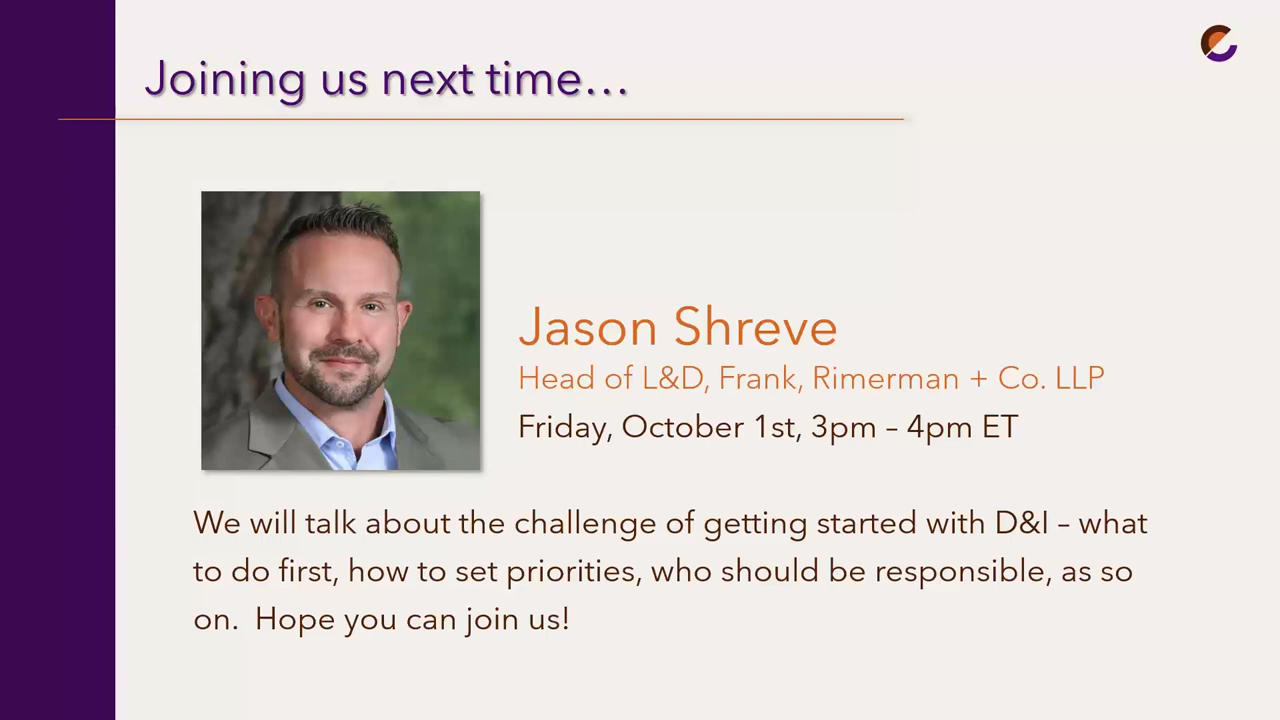 Joining us next time…
Jason Shreve
Head of L&D, Frank, Rimerman + Co. LLP
Friday, October 1st, 3pm – 4pm ET
We will talk about the challenge of getting started with D&I – what
to do first, how to set priorities, who should be responsible, as so
on.  Hope you can join us!